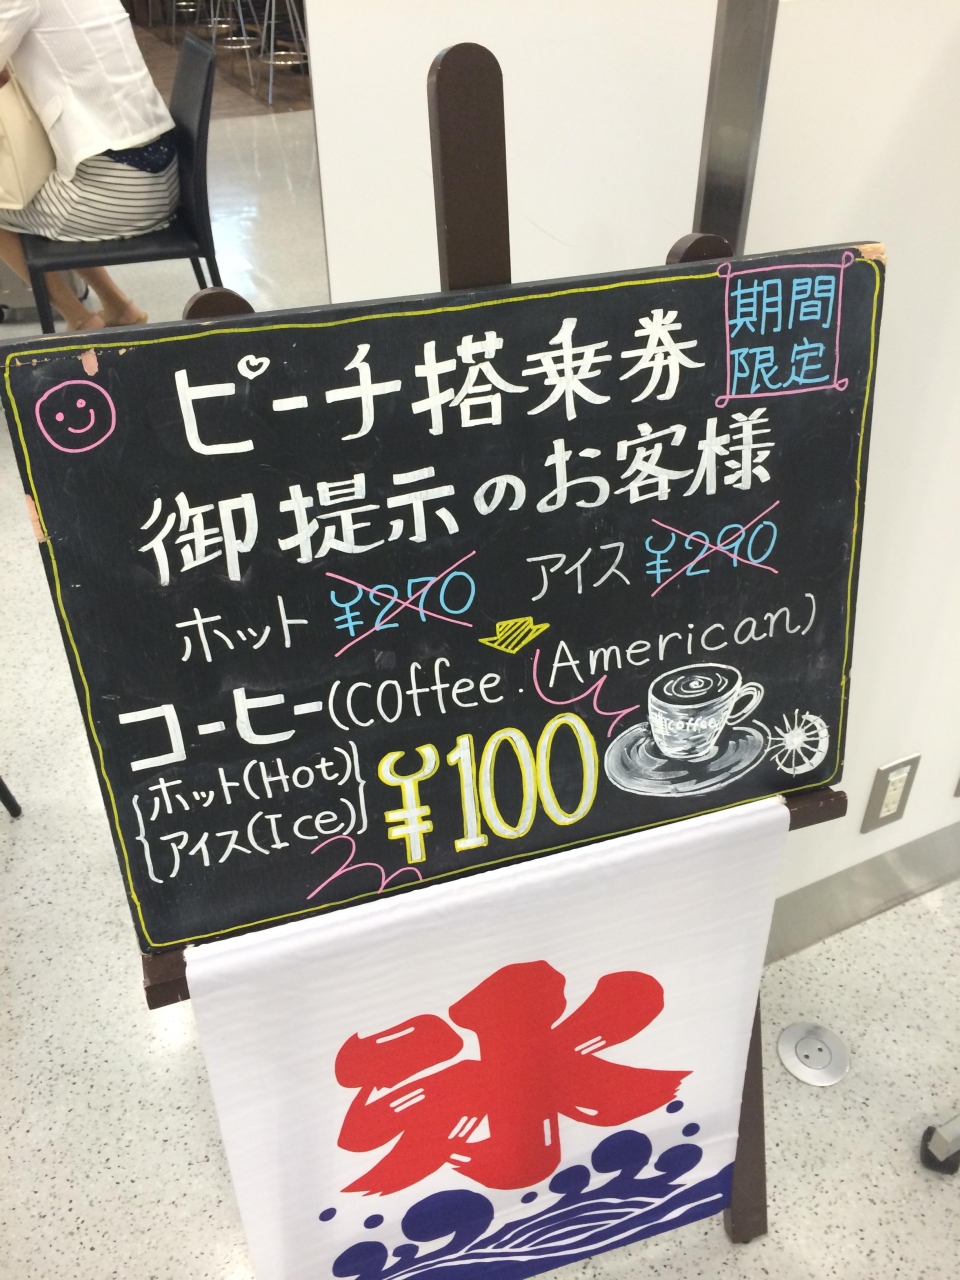 期間
限定
ピーチ搭乗券
御提示のお客様
ホット ¥270 アイス ¥290
コーヒー(coffee. American)
ホット(Hot)
アイス(Ice)
¥100
coffee
氷